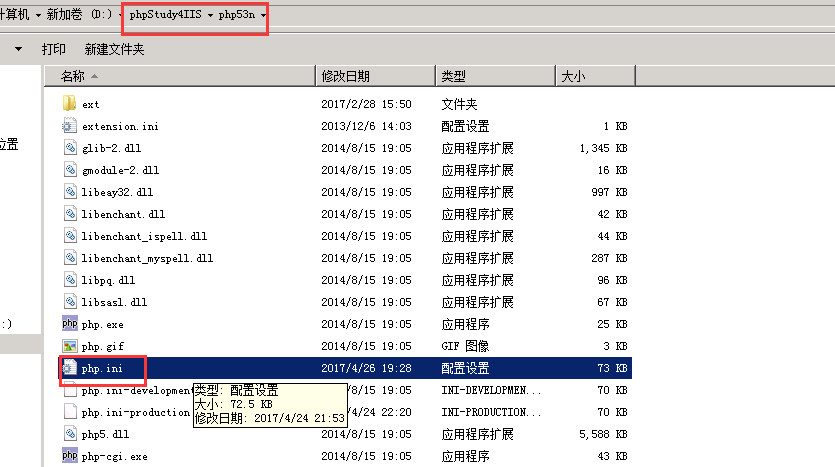 计算机 新加卷 (D:) phpStudy4IIS php53n
打印 新建文件夹
名称 修改日期 类型 大小
ext 2017/2/28 15:50 文件夹
extension.ini 2013/12/6 14:03 配置设置 1 KB
位置
glib-2.dll 2014/8/15 19:05 应用程序扩展 1,345 KB
gmodule-2.dll 2014/8/15 19:05 应用程序扩展 16 KB
libeay32.dll 2014/8/15 19:05 应用程序扩展 997 KB
libenchant.dll 2014/8/15 19:05 应用程序扩展 42 KB
libenchant_ispell.dll 2014/8/15 19:05 应用程序扩展 44 KB
libenchant_myspell.dll 2014/8/15 19:05 应用程序扩展 287 KB
libpq.dll 2014/8/15 19:05 应用程序扩展 96 KB
libsasl.dll 2014/8/15 19:05 应用程序扩展 67 KB
:)
php php.exe 2014/8/15 19:05 应用程序 25 KB
php.gif 2014/8/15 19:05 GIF 图像 3 KB
php.ini 2017/4/26 19:28 配置设置 73 KB
php.ini-development /8/15 19:05 INI-DEVELOPMEN... 70 KB
类型: 配置设置
大小: 72.5 KB
修改日期: 2017/4/24 21:53
php.ini-production /4/24 22:20 INI-PRODUCTION... 70 KB
php5.dll 2014/8/15 19:05 应用程序扩展 5,588 KB
php php-cgi.exe 2014/8/15 19:05 应用程序 43 KB